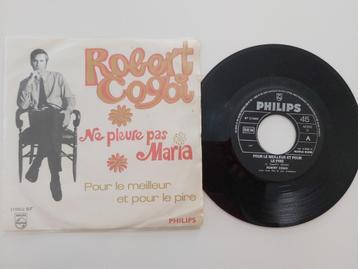 Robert
Cogoï
Ne pleure pas
Maria
Pour le meilleur
et pour le pire
PHILIPS
PHILIPS
45
A
POUR LE MEILLEUR ET POUR
LE PIRE
ROBERT COGOI